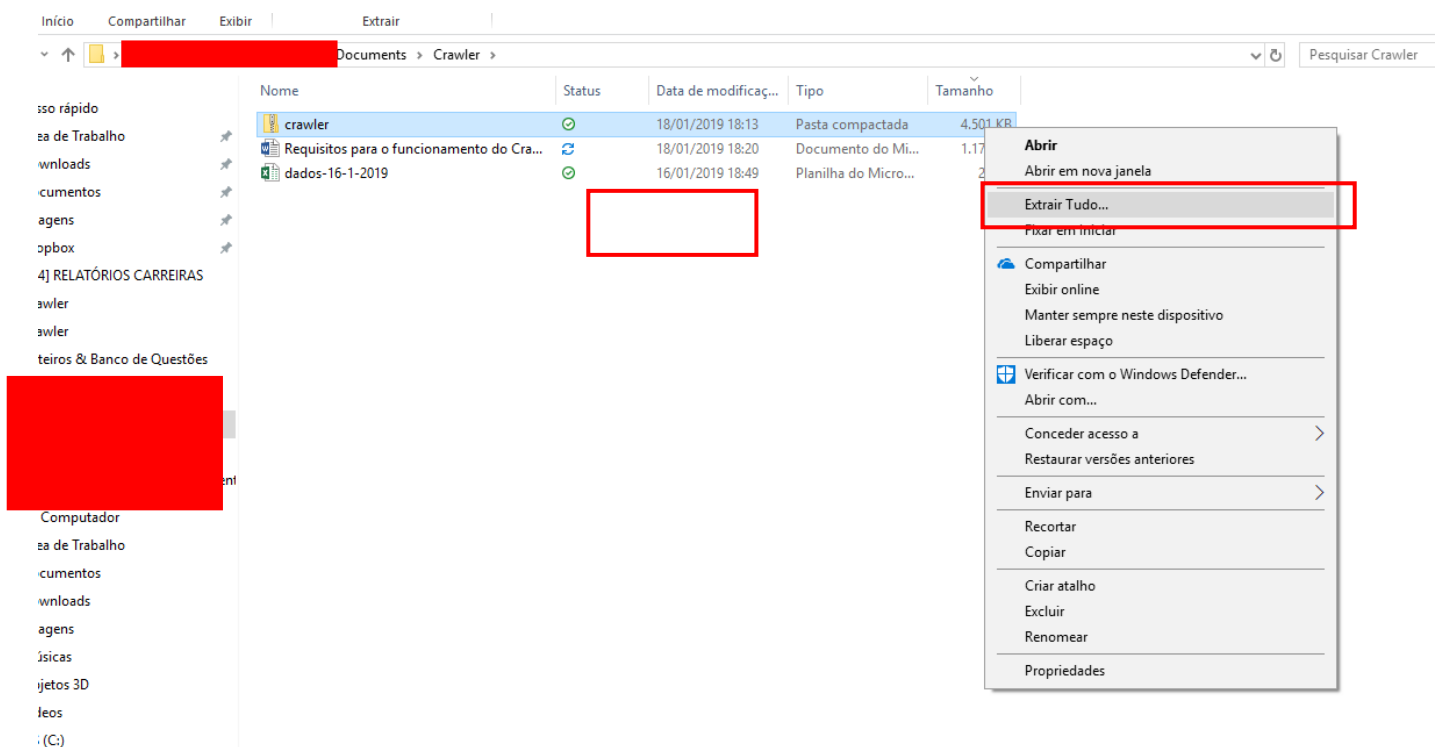 Início Compartilhar Exibir Extrair
Documents > Crawler > Pesquisar Crawler
Nome Status Data de modificaç... Tipo Tamanho
crawler 18/01/2019 18:13 Pasta compactada 4.501 KB
Requisitos para o funcionamento do Cra... 18/01/2019 18:20 Documento do Mi... 1.17
dados-16-1-2019 16/01/2019 18:49 Planilha do Micro... 2
sso rápido
ea de Trabalho
wnloads
cumentos
agens
opbox
4] RELATÓRIOS CARREIRAS
awler
awler
teiros & Banco de Questões
ent
Computador
ea de Trabalho
cumentos
wnloads
agens
úsicas
jetos 3D
deos
(C:)
Abrir
Abrir em nova janela
Extrair Tudo...
Fixar em Iniciar
Compartilhar
Exibir online
Manter sempre neste dispositivo
Liberar espaço
Verificar com o Windows Defender...
Abrir com...
Conceder acesso a
Restaurar versões anteriores
Enviar para
Recortar
Copiar
Criar atalho
Excluir
Renomear
Propriedades